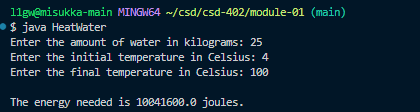 l1gw@misukka-main MINGW64 ~/csd/csd-402/module-01 (main)
$ java HeatWater
Enter the amount of water in kilograms: 25
Enter the initial temperature in Celsius: 4
Enter the final temperature in Celsius: 100
The energy needed is 10041600.0 joules.